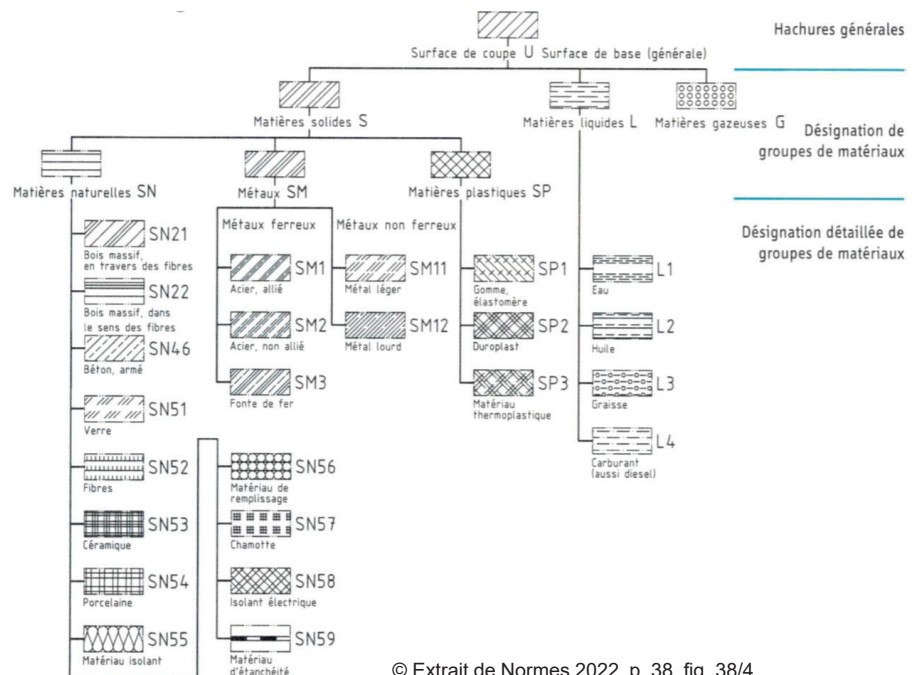 Hachures générales
Surface de coupe U Surface de base (générale)
Matières solides S
Matières liquides L
Matières gazeuses G
Désignation de
groupes de matériaux
Matières naturelles SN
Métaux SM
Matières plastiques SP
Désignation détaillée de
groupes de matériaux
SN21
Bois massif,
en travers des fibres
SN22
Bois massif, dans
le sens des fibres
SN46
Béton, armé
SN51
Verre
SN52
Fibres
SN53
Céramique
SN54
Porcelaine
SN55
Matériau isolant
SN56
Matériau de
remplissage
SN57
Chamotte
SN58
Isolant électrique
SN59
Matériau
d'étanchéité
Métaux ferreux
SM1
Acier, allié
SM2
Acier, non allié
SM3
Fonte de fer
Métaux non ferreux
SM11
Métal léger
SM12
Métal lourd
SP1
Gomme,
élastomère
SP2
Duroplast
SP3
Matériau
thermoplastique
L1
Eau
L2
Huile
L3
Graisse
L4
Carburant
(aussi diesel)
© Extrait de Normes 2022, p. 38, fig. 38/4